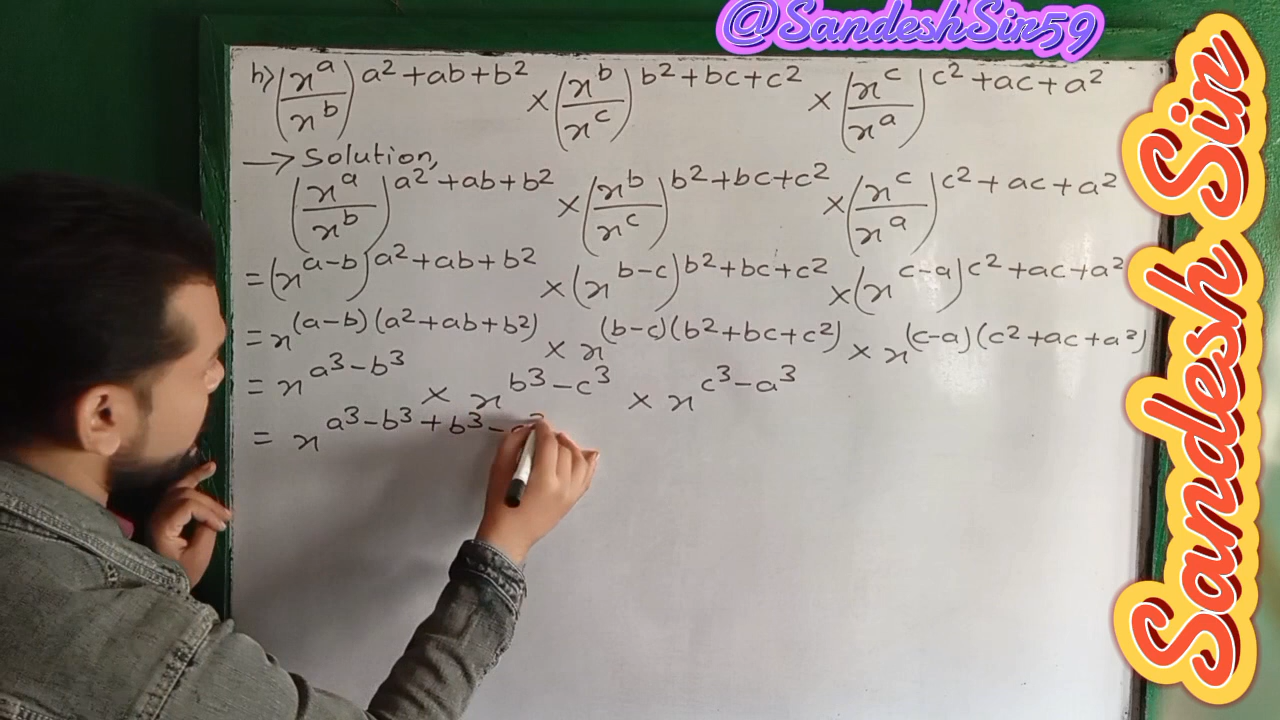 @SandeshSir59
h) (x^a/x^b)^a²+ab+b² × (x^b/x^c)^b²+bc+c² × (x^c/x^a)^c²+ac+a²
→ Solution,
(x^a/x^b)^a²+ab+b² × (x^b/x^c)^b²+bc+c² × (x^c/x^a)^c²+ac+a²
= (x^a-b)^a²+ab+b² × (x^b-c)^b²+bc+c² × (x^c-a)^c²+ac+a²
= x^(a-b)(a²+ab+b²) × x^(b-c)(b²+bc+c²) × x^(c-a)(c²+ac+a²)
= x^a³-b³ × x^b³-c³ × x^c³-a³
= x^a³-b³+b³-
Sandesh Sir